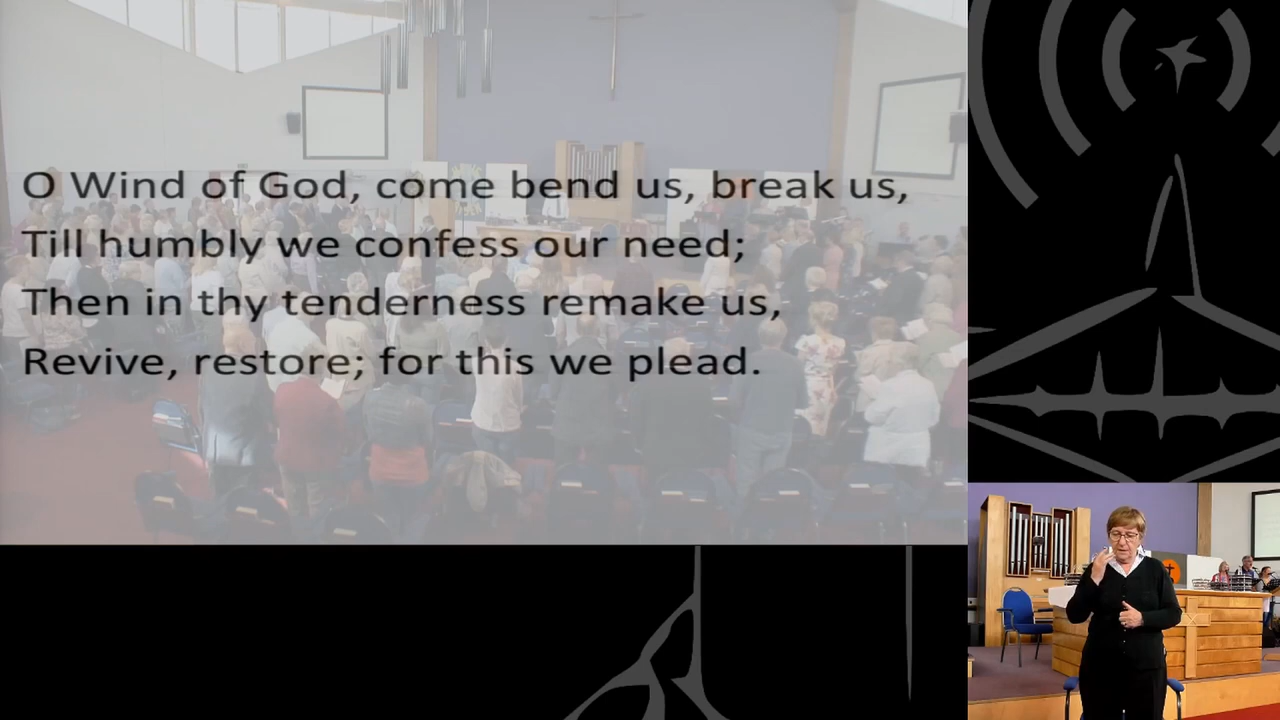 O Wind of God, come bend us, break us,
Till humbly we confess our need;
Then in thy tenderness remake us,
Revive, restore; for this we plead.